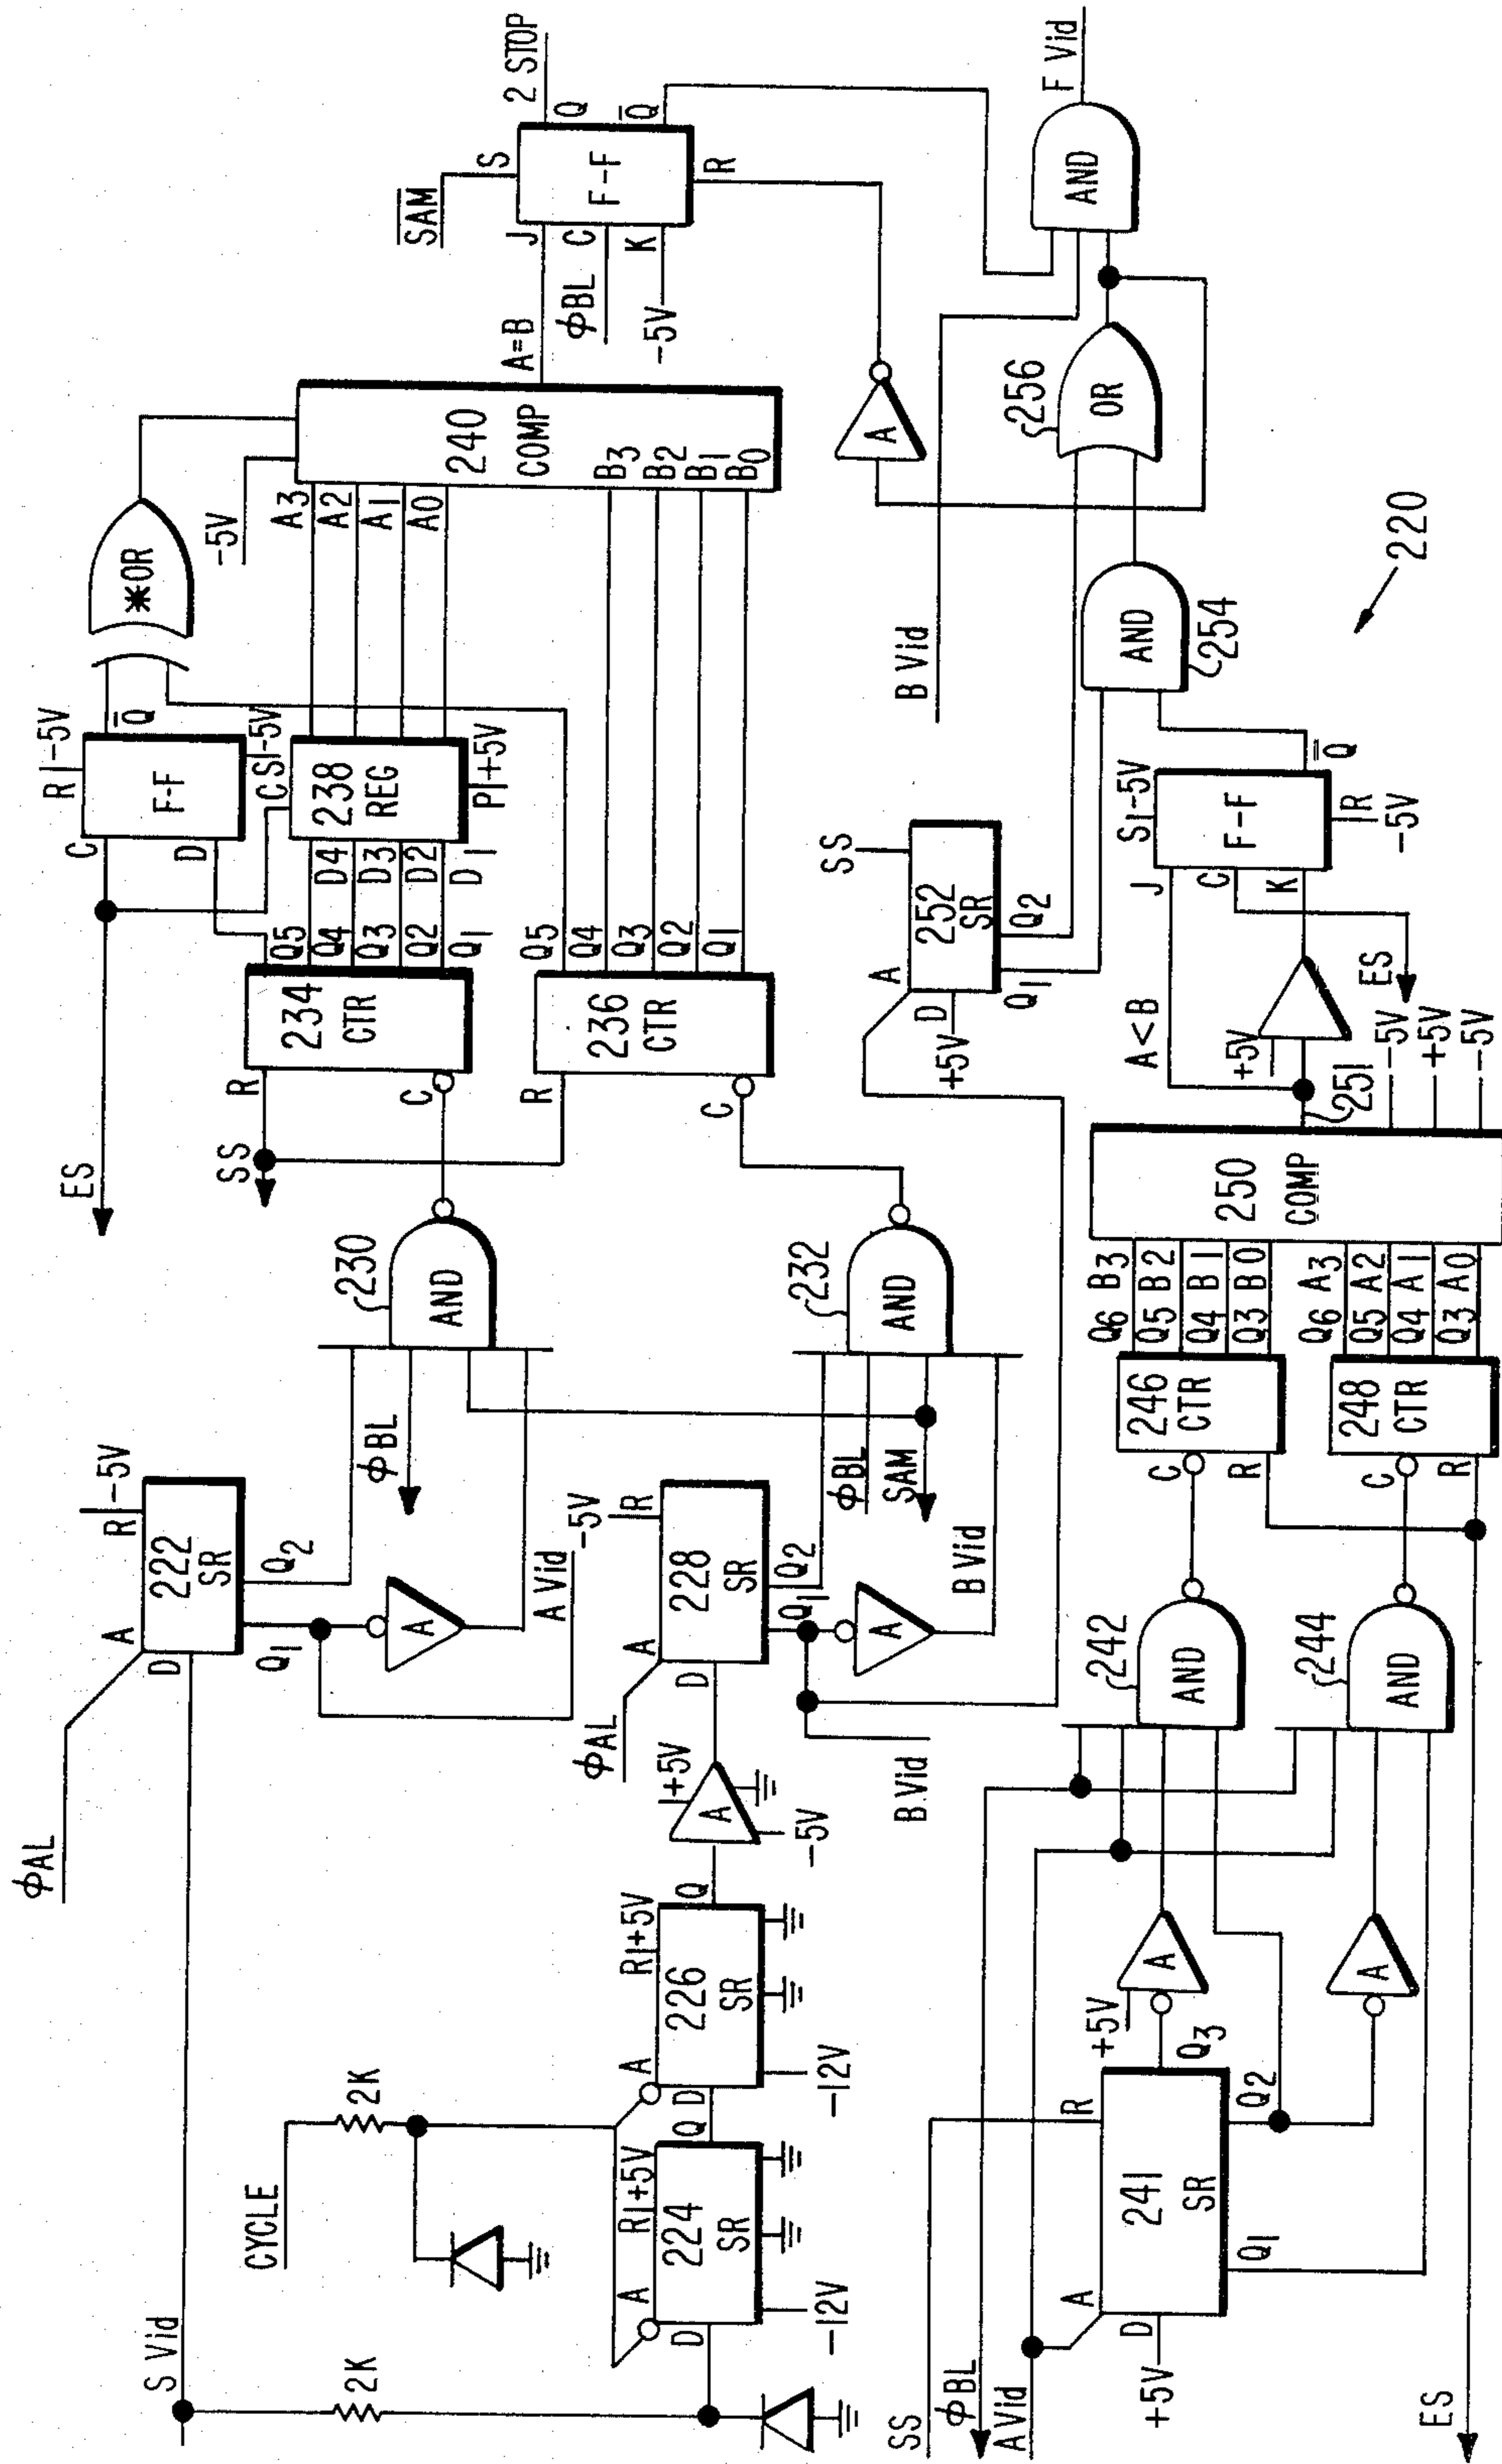 ϕAL
S Vid
2K
CYCLE
2K
A
D
222
SR
R
-5V
Q1
Q2
A
A Vid
ϕBL
230
AND
ES
SS
R
C
234
CTR
Q5
Q4
Q3
Q2
Q1
D4
D3
D2
D1
C
D
F-F
R
-5V
Q̅
S
-5V
C
238
REG
P
+5V
*OR
-5V
A3
A2
A1
A0
240
COMP
B3
B2
B1
B0
A=B
SAM
S
J
C
K
F-F
Q
Q̅
R
2 STOP
ϕBL
-5V
D
A
R
+5V
224
SR
-12V
Q
D
A
R
+5V
226
SR
-12V
Q
+5V
A
-5V
ϕAL
A
D
228
SR
-5V
R
Q1
Q2
A
B Vid
B.Vid
ϕBL
SAM
232
AND
R
C
236
CTR
Q5
Q4
Q3
Q2
Q1
A
D
+5V
252
SR
SS
Q1
Q2
B Vid
A
256
OR
AND
F Vid
AND
254
220
SS
ϕBL
A Vid
ES
A
D
+5V
241
SR
R
Q1
Q2
Q3
+5V
A
A
242
AND
244
AND
C
R
246
CTR
Q6 B3
Q5 B2
Q4 B1
Q3 B0
C
R
248
CTR
Q6 A3
Q5 A2
Q4 A1
Q3 A0
250
COMP
251
-5V
+5V
-5V
A<B
+5V
ES
J
C
K
F-F
S
-5V
R
-5V
Q̅